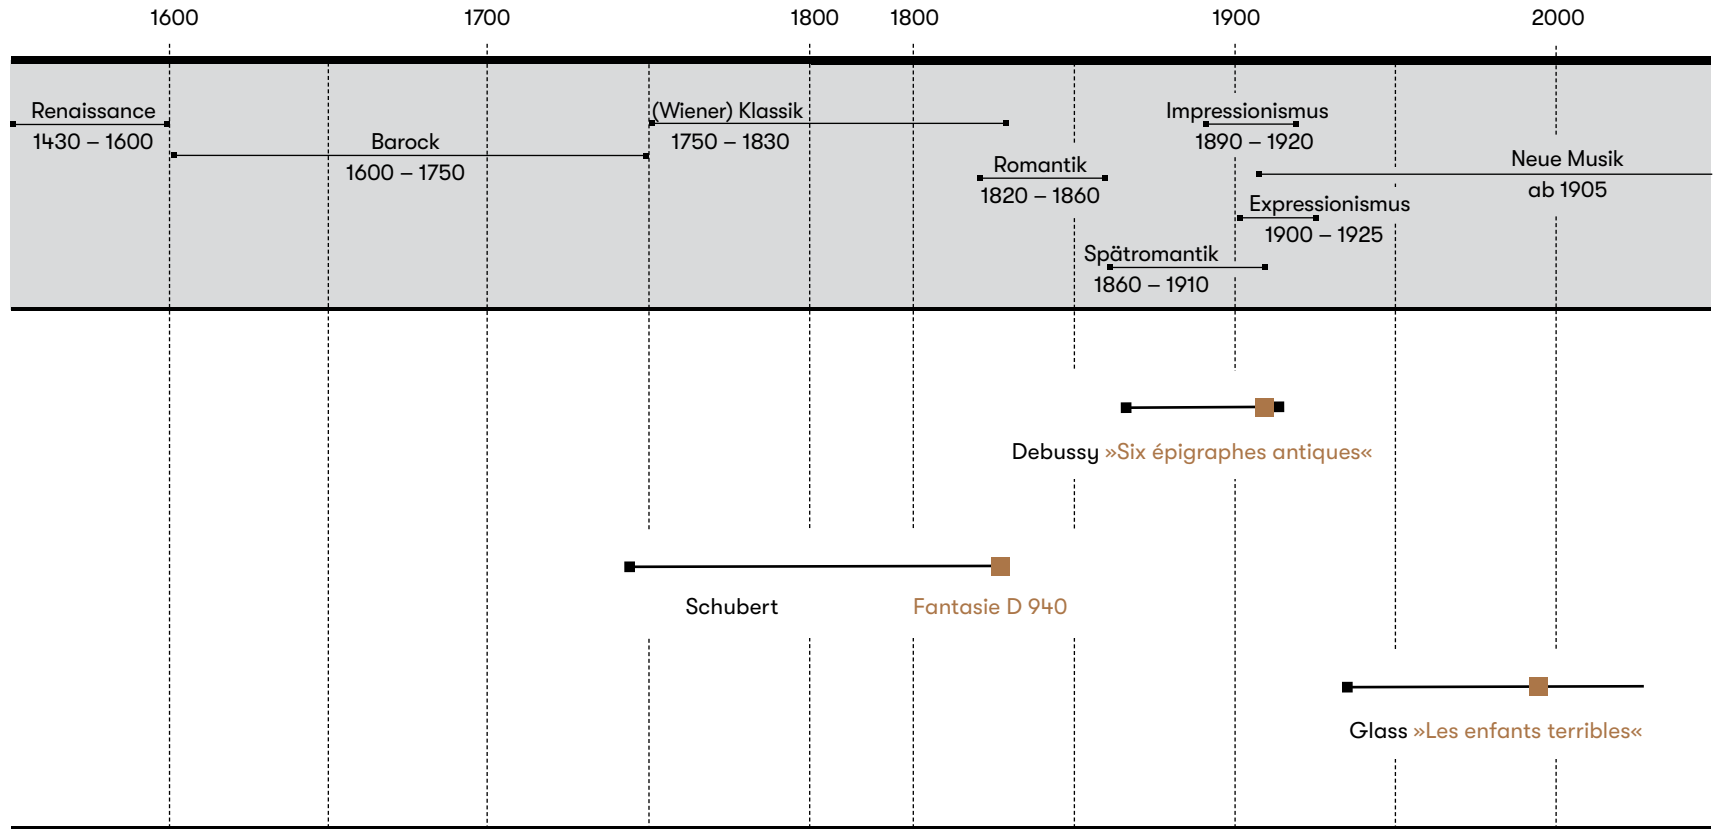 1600 1700 1800 1800 1900 2000
Renaissance
1430 – 1600
Barock
1600 – 1750
(Wiener) Klassik
1750 – 1830
Romantik
1820 – 1860
Impressionismus
1890 – 1920
Neue Musik
ab 1905
Expressionismus
1900 – 1925
Spätromantik
1860 – 1910
Debussy »Six épigraphes antiques«
Schubert Fantasie D 940
Glass »Les enfants terribles«